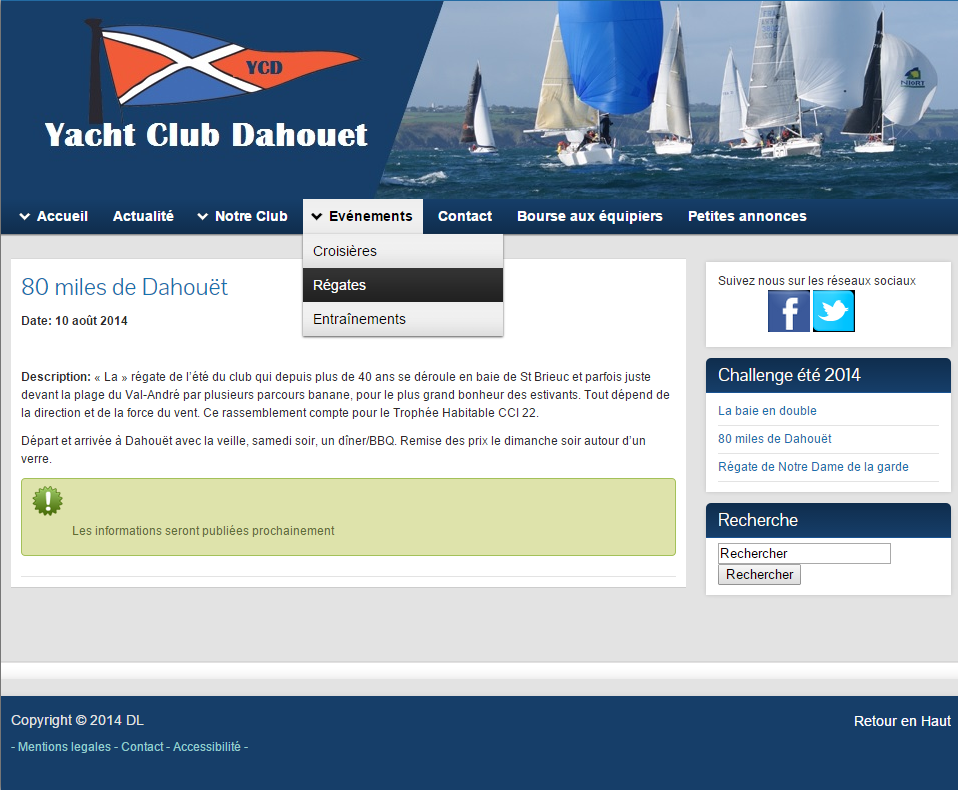 YCD
Yacht Club Dahouet
NIORT
Accueil Actualité Notre Club Evénements Contact Bourse aux équipiers Petites annonces
Croisières
Régates
Entraînements
80 miles de Dahouët
Date: 10 août 2014
Description: « La » régate de l'été du club qui depuis plus de 40 ans se déroule en baie de St Brieuc et parfois juste
devant la plage du Val-André par plusieurs parcours banane, pour le plus grand bonheur des estivants. Tout dépend de
la direction et de la force du vent. Ce rassemblement compte pour le Trophée Habitable CCI 22.
Départ et arrivée à Dahouët avec la veille, samedi soir, un dîner/BBQ. Remise des prix le dimanche soir autour d'un
verre.
Les informations seront publiées prochainement
Suivez nous sur les réseaux sociaux
Challenge été 2014
La baie en double
80 miles de Dahouët
Régate de Notre Dame de la garde
Recherche
Rechercher
Rechercher
Copyright © 2014 DL
Retour en Haut
- Mentions legales - Contact - Accessibilité -